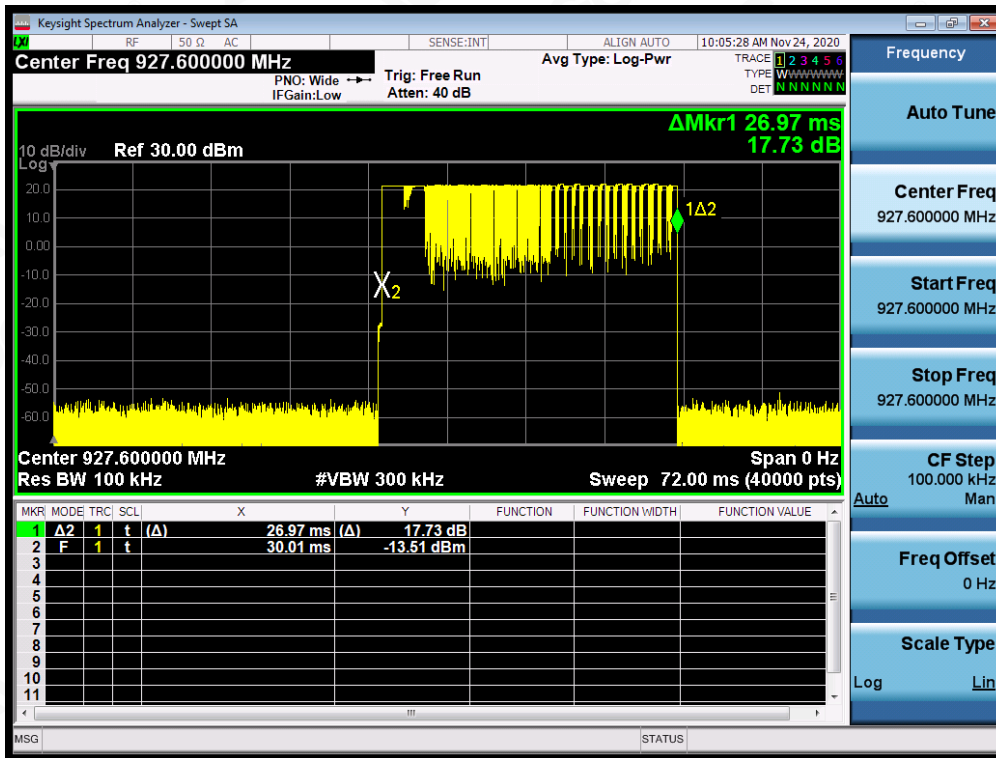 Keysight Spectrum Analyzer - Swept SA
LXI RF 50 Ω AC SENSE:INT ALIGN AUTO 10:05:28 AM Nov 24, 2020
Center Freq 927.600000 MHz
PNO: Wide
IFGain:Low
Trig: Free Run
Atten: 40 dB
Avg Type: Log-Pwr
TRACE 1 2 3 4 5 6
TYPE WWWWWW
DET N N N N N N
ΔMkr1 26.97 ms
17.73 dB
10 dB/div Ref 30.00 dBm
Log
20.0
10.0
0.00
-10.0
-20.0
-30.0
-40.0
-50.0
-60.0
1Δ2
X2
Center 927.600000 MHz Span 0 Hz
Res BW 100 kHz #VBW 300 kHz Sweep 72.00 ms (40000 pts)
MKR MODE TRC SCL X Y FUNCTION FUNCTION WIDTH FUNCTION VALUE
1 Δ2 1 t (Δ) 26.97 ms (Δ) 17.73 dB
2 F 1 t 30.01 ms -13.51 dBm
3
4
5
6
7
8
9
10
11
MSG STATUS
Frequency
Auto Tune
Center Freq
927.600000 MHz
Start Freq
927.600000 MHz
Stop Freq
927.600000 MHz
CF Step
100.000 kHz
Auto Man
Freq Offset
0 Hz
Scale Type
Log Lin